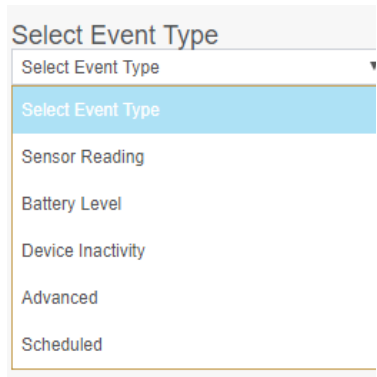 Select Event Type
Select Event Type
Select Event Type
Sensor Reading
Battery Level
Device Inactivity
Advanced
Scheduled